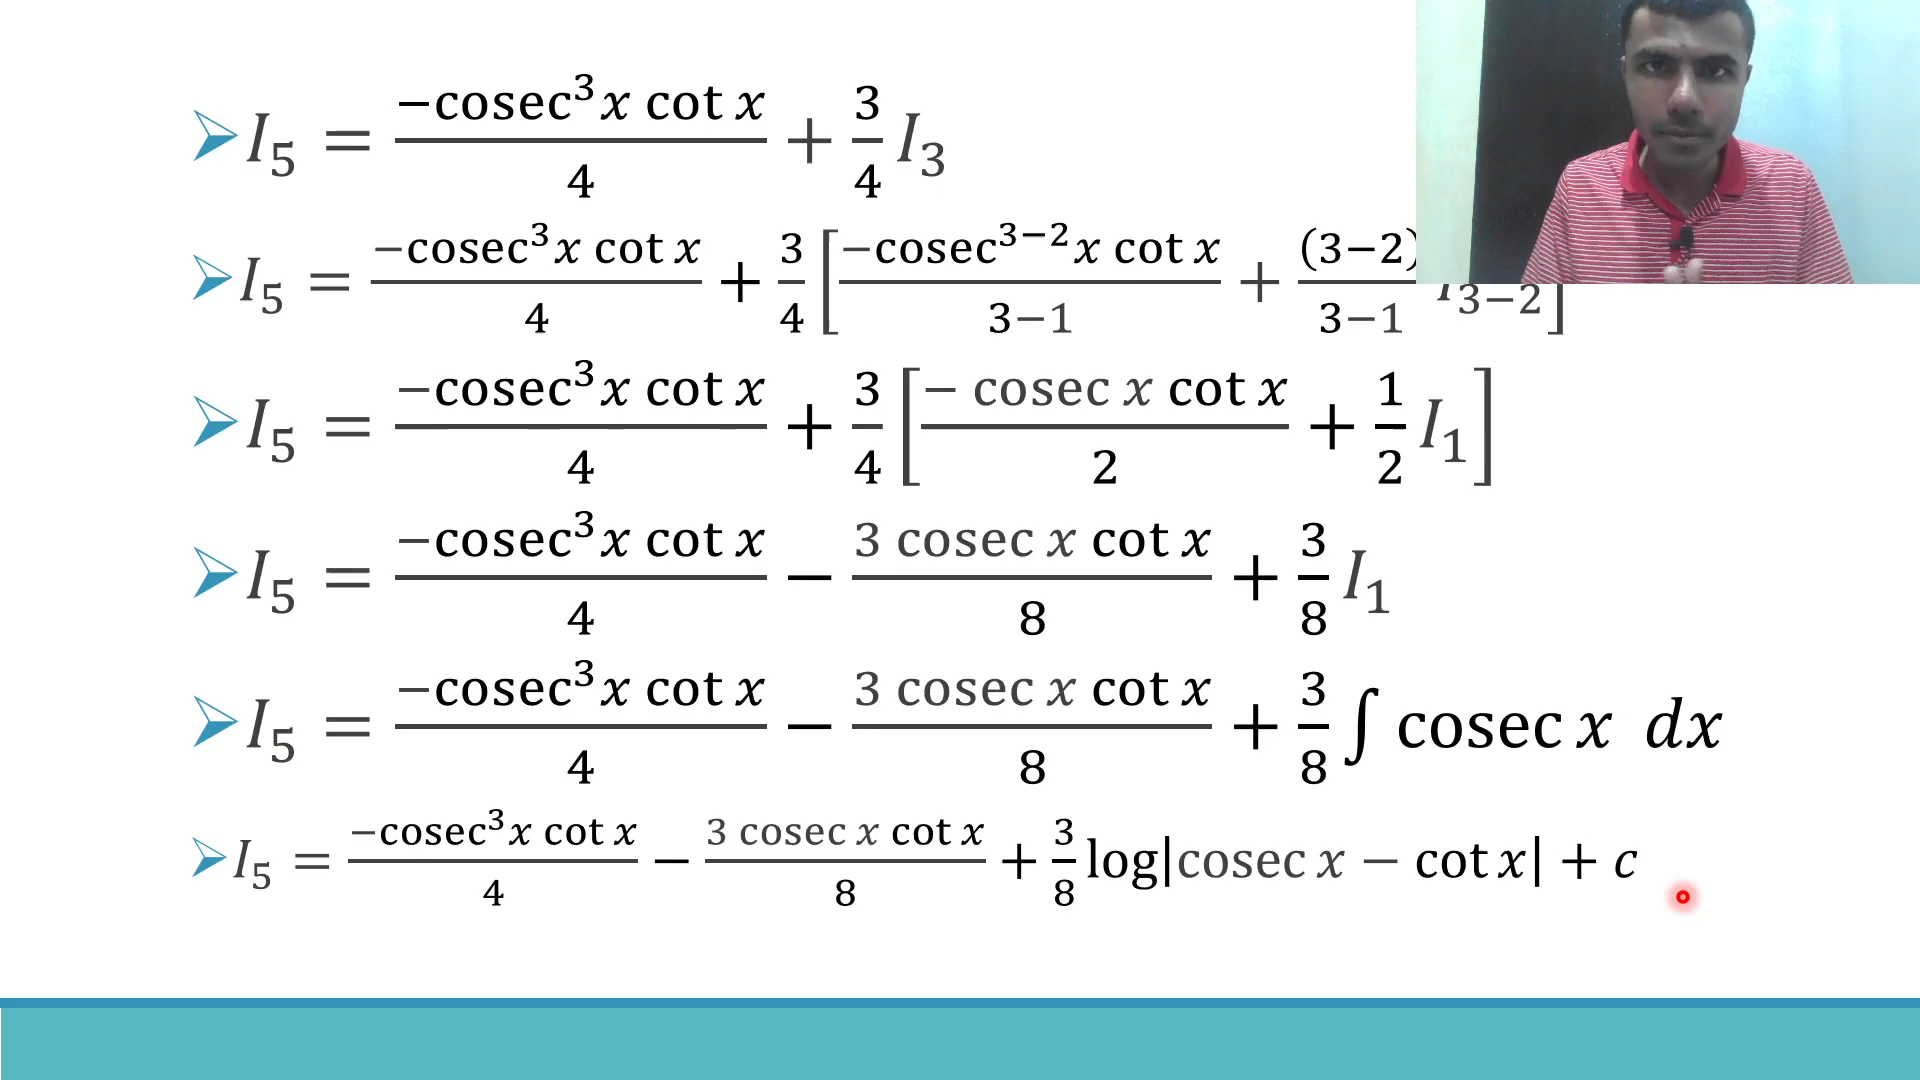 I₅ = −cosec³x cot x / 4 + 3/4 I₃
I₅ = −cosec³x cot x / 4 + 3/4 [−cosec³⁻²x cot x / 3−1 + (3−2) / 3−1 I₃₋₂]
I₅ = −cosec³x cot x / 4 + 3/4 [− cosec x cot x / 2 + 1/2 I₁]
I₅ = −cosec³x cot x / 4 − 3 cosec x cot x / 8 + 3/8 I₁
I₅ = −cosec³x cot x / 4 − 3 cosec x cot x / 8 + 3/8 ∫ cosec x dx
I₅ = −cosec³x cot x / 4 − 3 cosec x cot x / 8 + 3/8 log|cosec x − cot x| + c